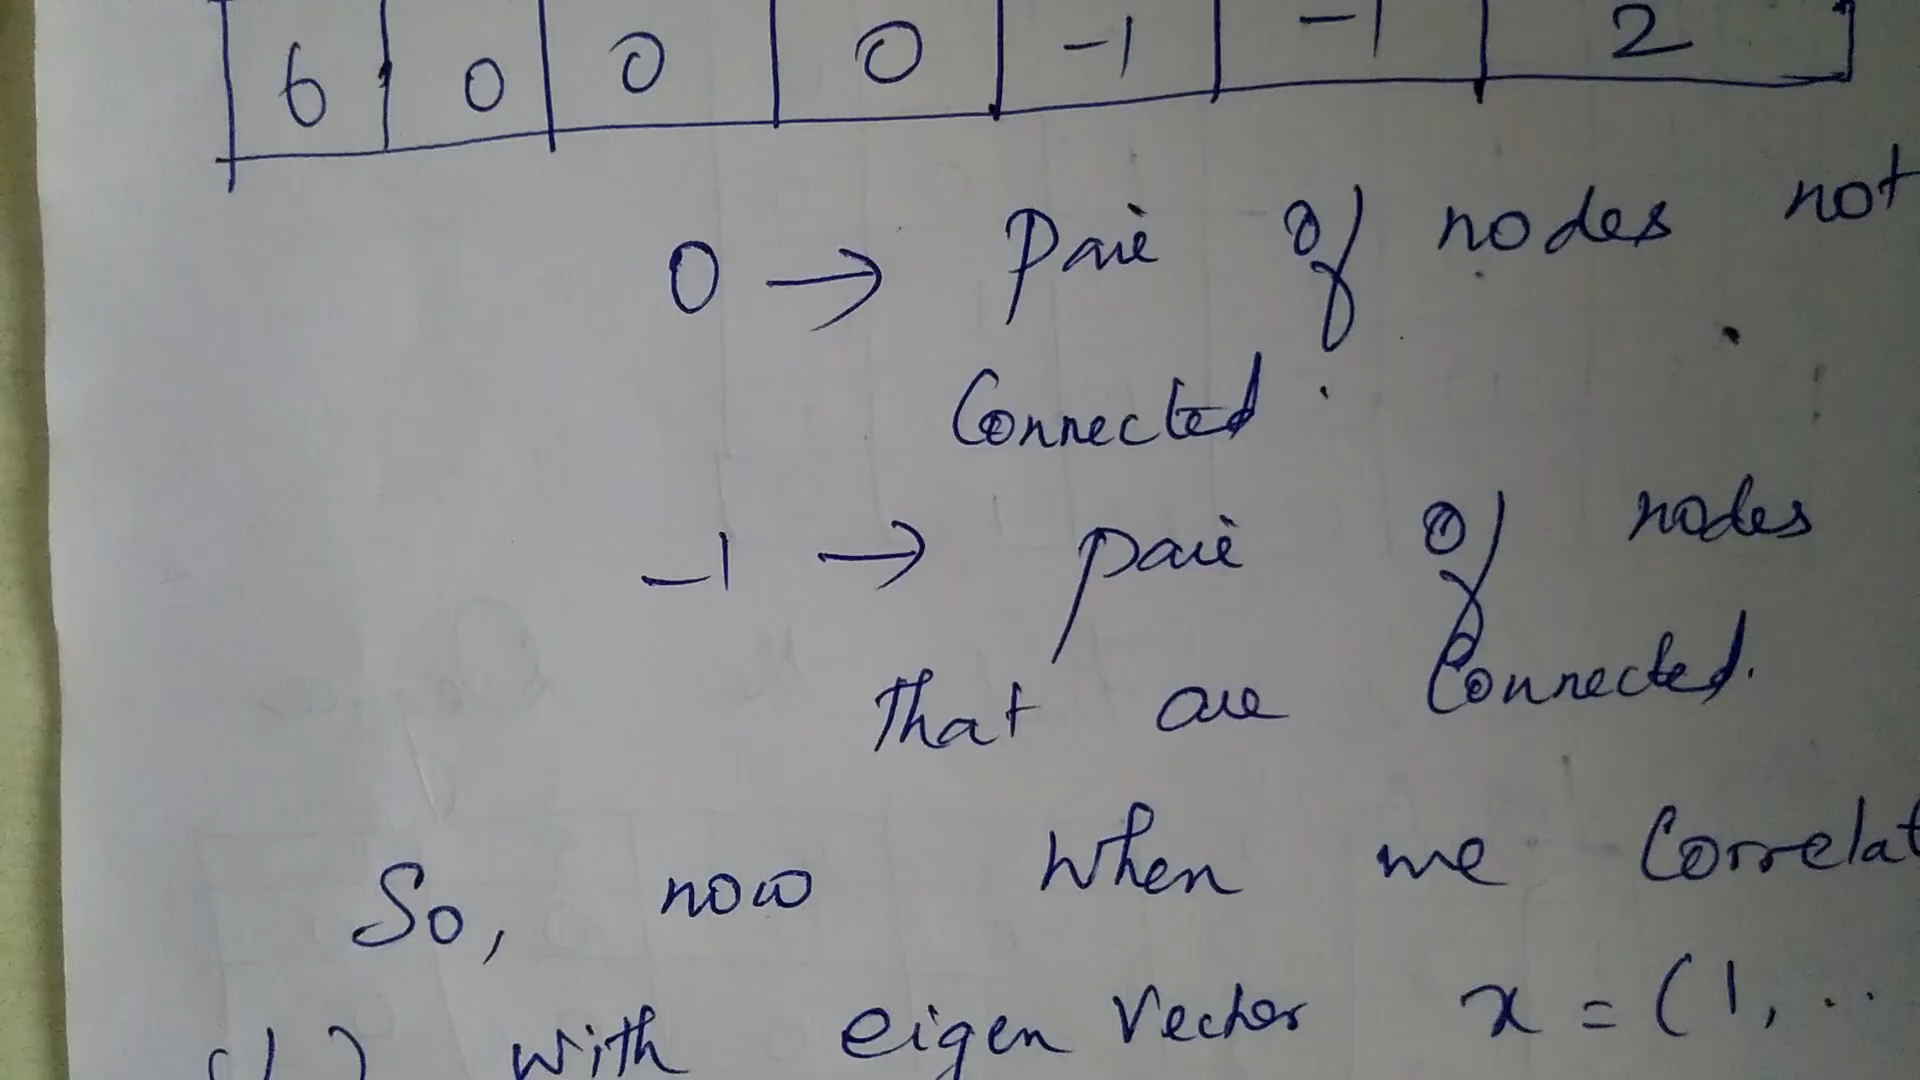 6 0 0 0 -1 -1 2
0 → Pair of nodes not
Connected.
-1 → pair of nodes
that are Connected.
So, now when we Correlat
with eigen Vector x = (1, ..